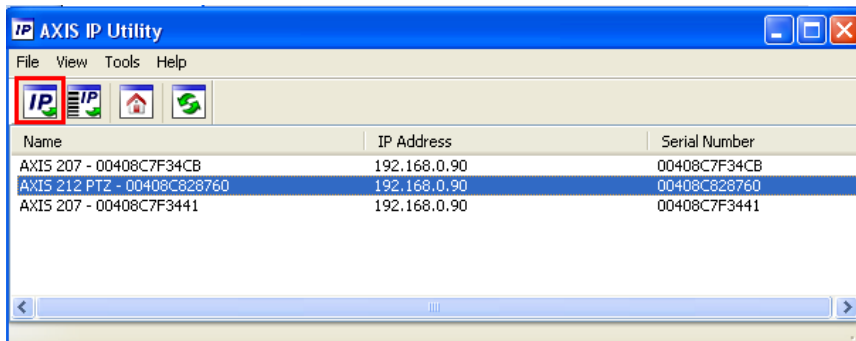 IP AXIS IP Utility
File View Tools Help
IP IP
Name IP Address Serial Number
AXIS 207 - 00408C7F34CB 192.168.0.90 00408C7F34CB
AXIS 212 PTZ - 00408C828760 192.168.0.90 00408C828760
AXIS 207 - 00408C7F3441 192.168.0.90 00408C7F3441